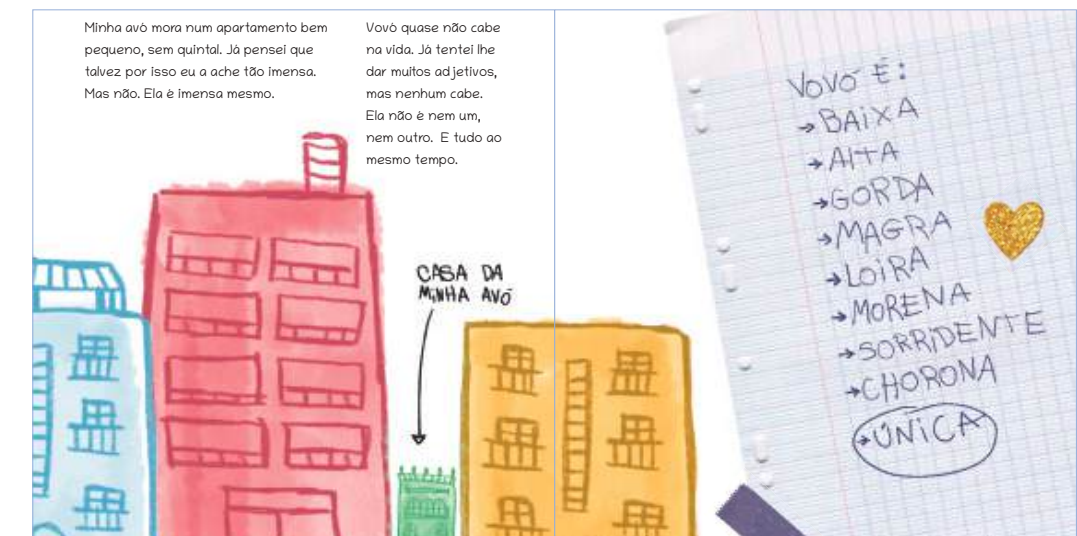 Minha avó mora num apartamento bem
pequeno, sem quintal. Já pensei que
talvez por isso eu a ache tão imensa.
Mas não. Ela é imensa mesmo.
Vovó quase não cabe
na vida. Já tentei lhe
dar muitos adjetivos,
mas nenhum cabe.
Ela não é nem um,
nem outro. E tudo ao
mesmo tempo.
CASA DA
MINHA AVÓ
VOVÓ É:
→ BAIXA
→ AlTA
→ GORDA
→ MAGRA
→ LOIRA
→ MORENA
→ SORRIDENTE
→ CHORONA
→ ÚNICA